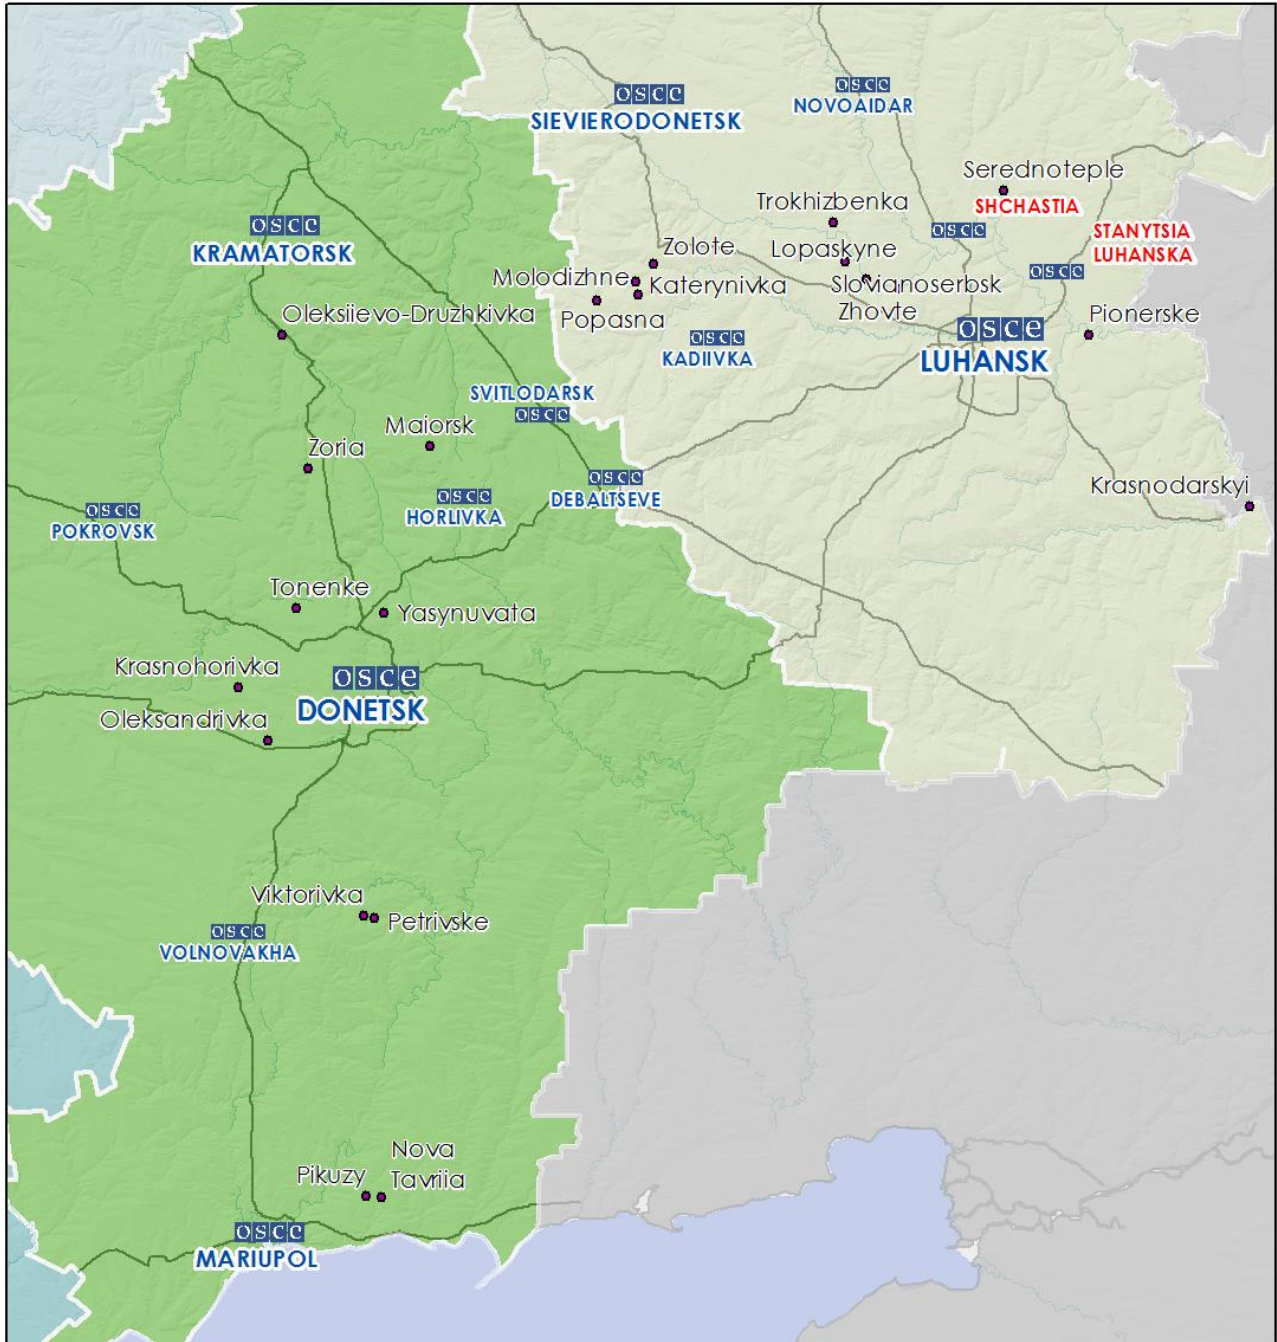 osce
NOVOAIDAR
osce
SIEVIERODONETSK
Serednoteple
SHCHASTIA
Trokhizbenka
osce
KRAMATORSK
osce
STANYTSIA
LUHANSKA
Zolote
Lopaskyne
osce
Molodizhne
Katerynivka
Slovianoserbsk
Zhovte
Popasna
Oleksiievo-Druzhkivka
Pionerske
osce
LUHANSK
osce
KADIIVKA
SVITLODARSK
osce
Maiorsk
Zoria
osce
DEBALTSEVE
Krasnodarskyi
osce
HORLIVKA
osce
POKROVSK
Tonenke
Yasynuvata
Krasnohorivka
osce
DONETSK
Oleksandrivka
Viktorivka
Petrivske
osce
VOLNOVAKHA
Nova
Tavriia
Pikuzy
osce
MARIUPOL